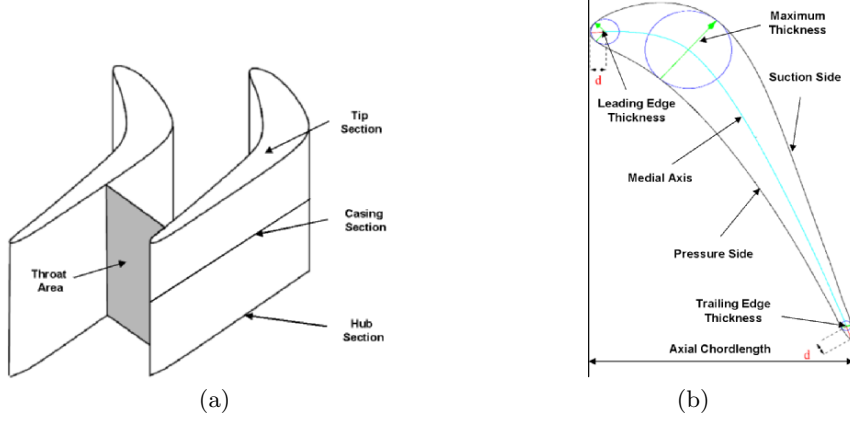 Tip
Section
Casing
Section
Throat
Area
Hub
Section
(a)
Maximum
Thickness
Suction Side
d
Leading Edge
Thickness
Medial Axis
Pressure Side
Trailing Edge
Thickness
Axial Chordlength
d
(b)